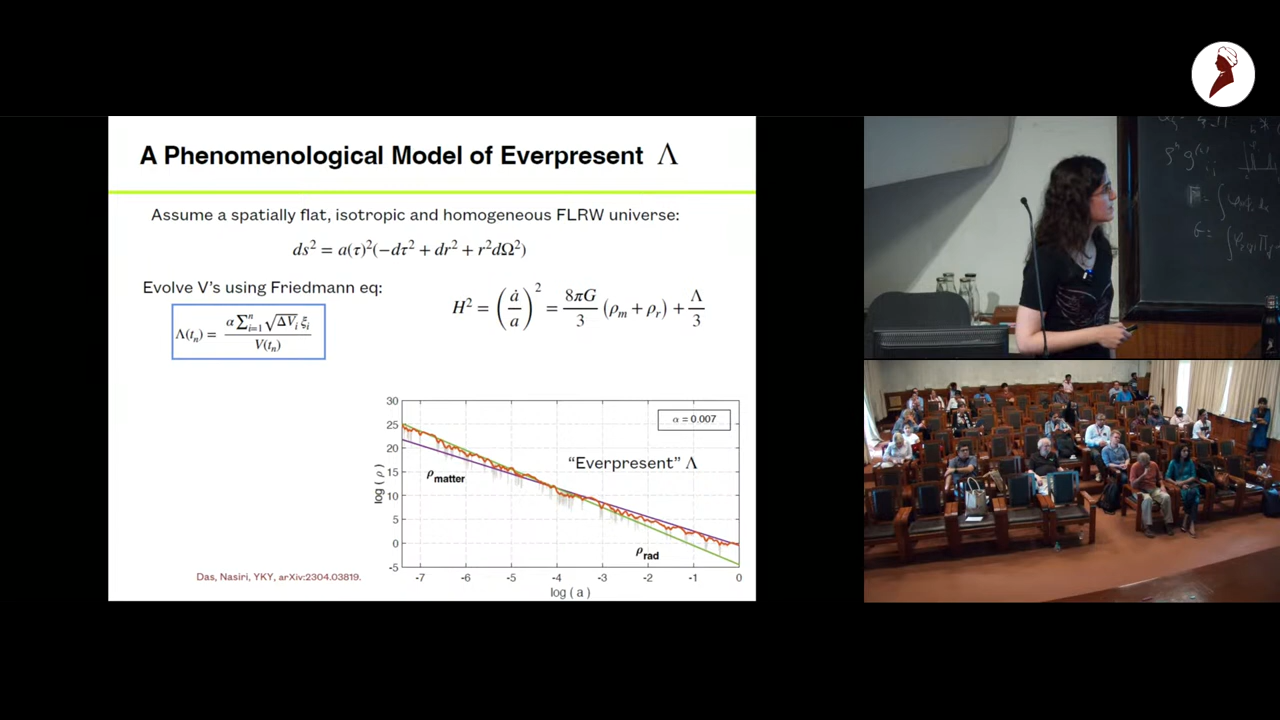 A Phenomenological Model of Everpresent Λ
Assume a spatially flat, isotropic and homogeneous FLRW universe:
ds² = a(τ)²(−dτ² + dr² + r²dΩ²)
Evolve V's using Friedmann eq:
Λ(tₙ) = α∑ⁿᵢ₌₁ √ΔVᵢ ξᵢ / V(tₙ)
H² = (ȧ/a)² = 8πG/3 (ρₘ + ρᵣ) + Λ/3
30
25
20
15
10
5
0
-5
log ( ρ )
α = 0.007
"Everpresent" Λ
ρmatter
ρrad
-7 -6 -5 -4 -3 -2 -1 0
log ( a )
Das, Nasiri, YKY, arXiv:2304.03819.